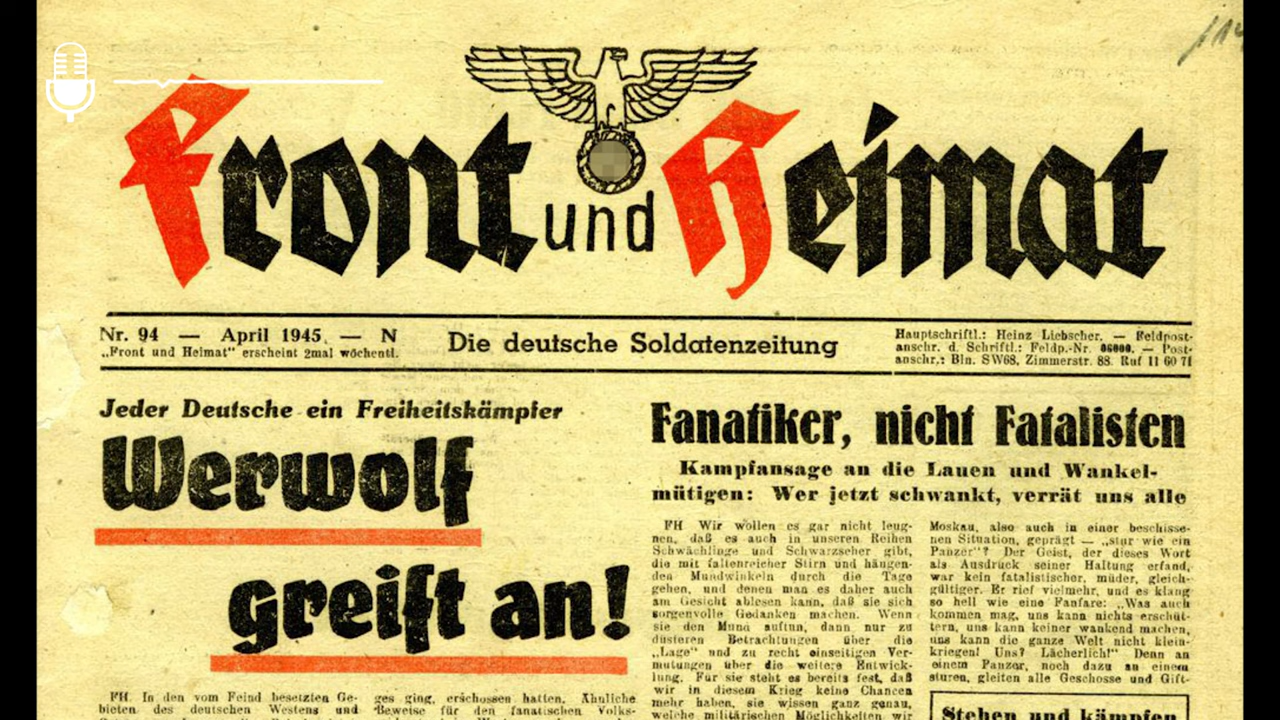 Front und Heimat
Nr. 94 — April 1945 — N
„Front und Heimat“ erscheint 2mal wöchentl.
Die deutsche Soldatenzeitung
Hauptschriftl.: Heinz Liebscher. — Feldpost-
anschr. d. Schriftl.: Feldp.-Nr. 06000. — Post-
anschr.: Bln. SW68, Zimmerstr. 88. Ruf 11 60 71
Jeder Deutsche ein Freiheitskämpfer
Werwolf
greift an!
FH. In den vom Feind besetzten Ge-
bieten des deutschen Westens und
ges ging, erschossen hatten. Ähnliche
Beweise für den fanatischen Volks-
Fanatiker, nicht Fatalisten
Kampfansage an die Lauen und Wankel-
mütigen: Wer jetzt schwankt, verrät uns alle
FH Wir wollen es gar nicht leug-
nen, daß es auch in unseren Reihen
Schwächlinge und Schwarzseher gibt,
die mit faltenreicher Stirn und hängen-
den Mundwinkeln durch die Tage
gehen, und denen man es daher auch
am Gesicht ablesen kann, daß sie sich
sorgenvolle Gedanken machen. Wenn
sie den Mund auftun, dann nur zu
düsteren Betrachtungen über die
„Lage“ und zu recht einseitigen Ver-
mutungen über die weitere Entwick-
lung. Für sie steht es bereits fest, daß
wir in diesem Krieg keine Chancen
mehr haben, sie wissen ganz genau,
welche militärischen Möglichkeiten wir
Moskau, also auch in einer beschisse-
nen Situation, geprägt — „stur wie ein
Panzer“? Der Geist, der dieses Wort
als Ausdruck seiner Haltung erfand,
war kein fatalistischer, müder, gleich-
gültiger. Er rief vielmehr, und es klang
so hell wie eine Fanfare: „Was auch
kommen mag, uns kann nichts erschüt-
tern, uns kann keiner wankend machen,
uns kann die ganze Welt nicht klein-
kriegen! Uns? Lächerlich!“ Denn an
einem Panzer, noch dazu an einem
sturen, gleiten alle Geschosse und Gift-
Stehen und kämpfen